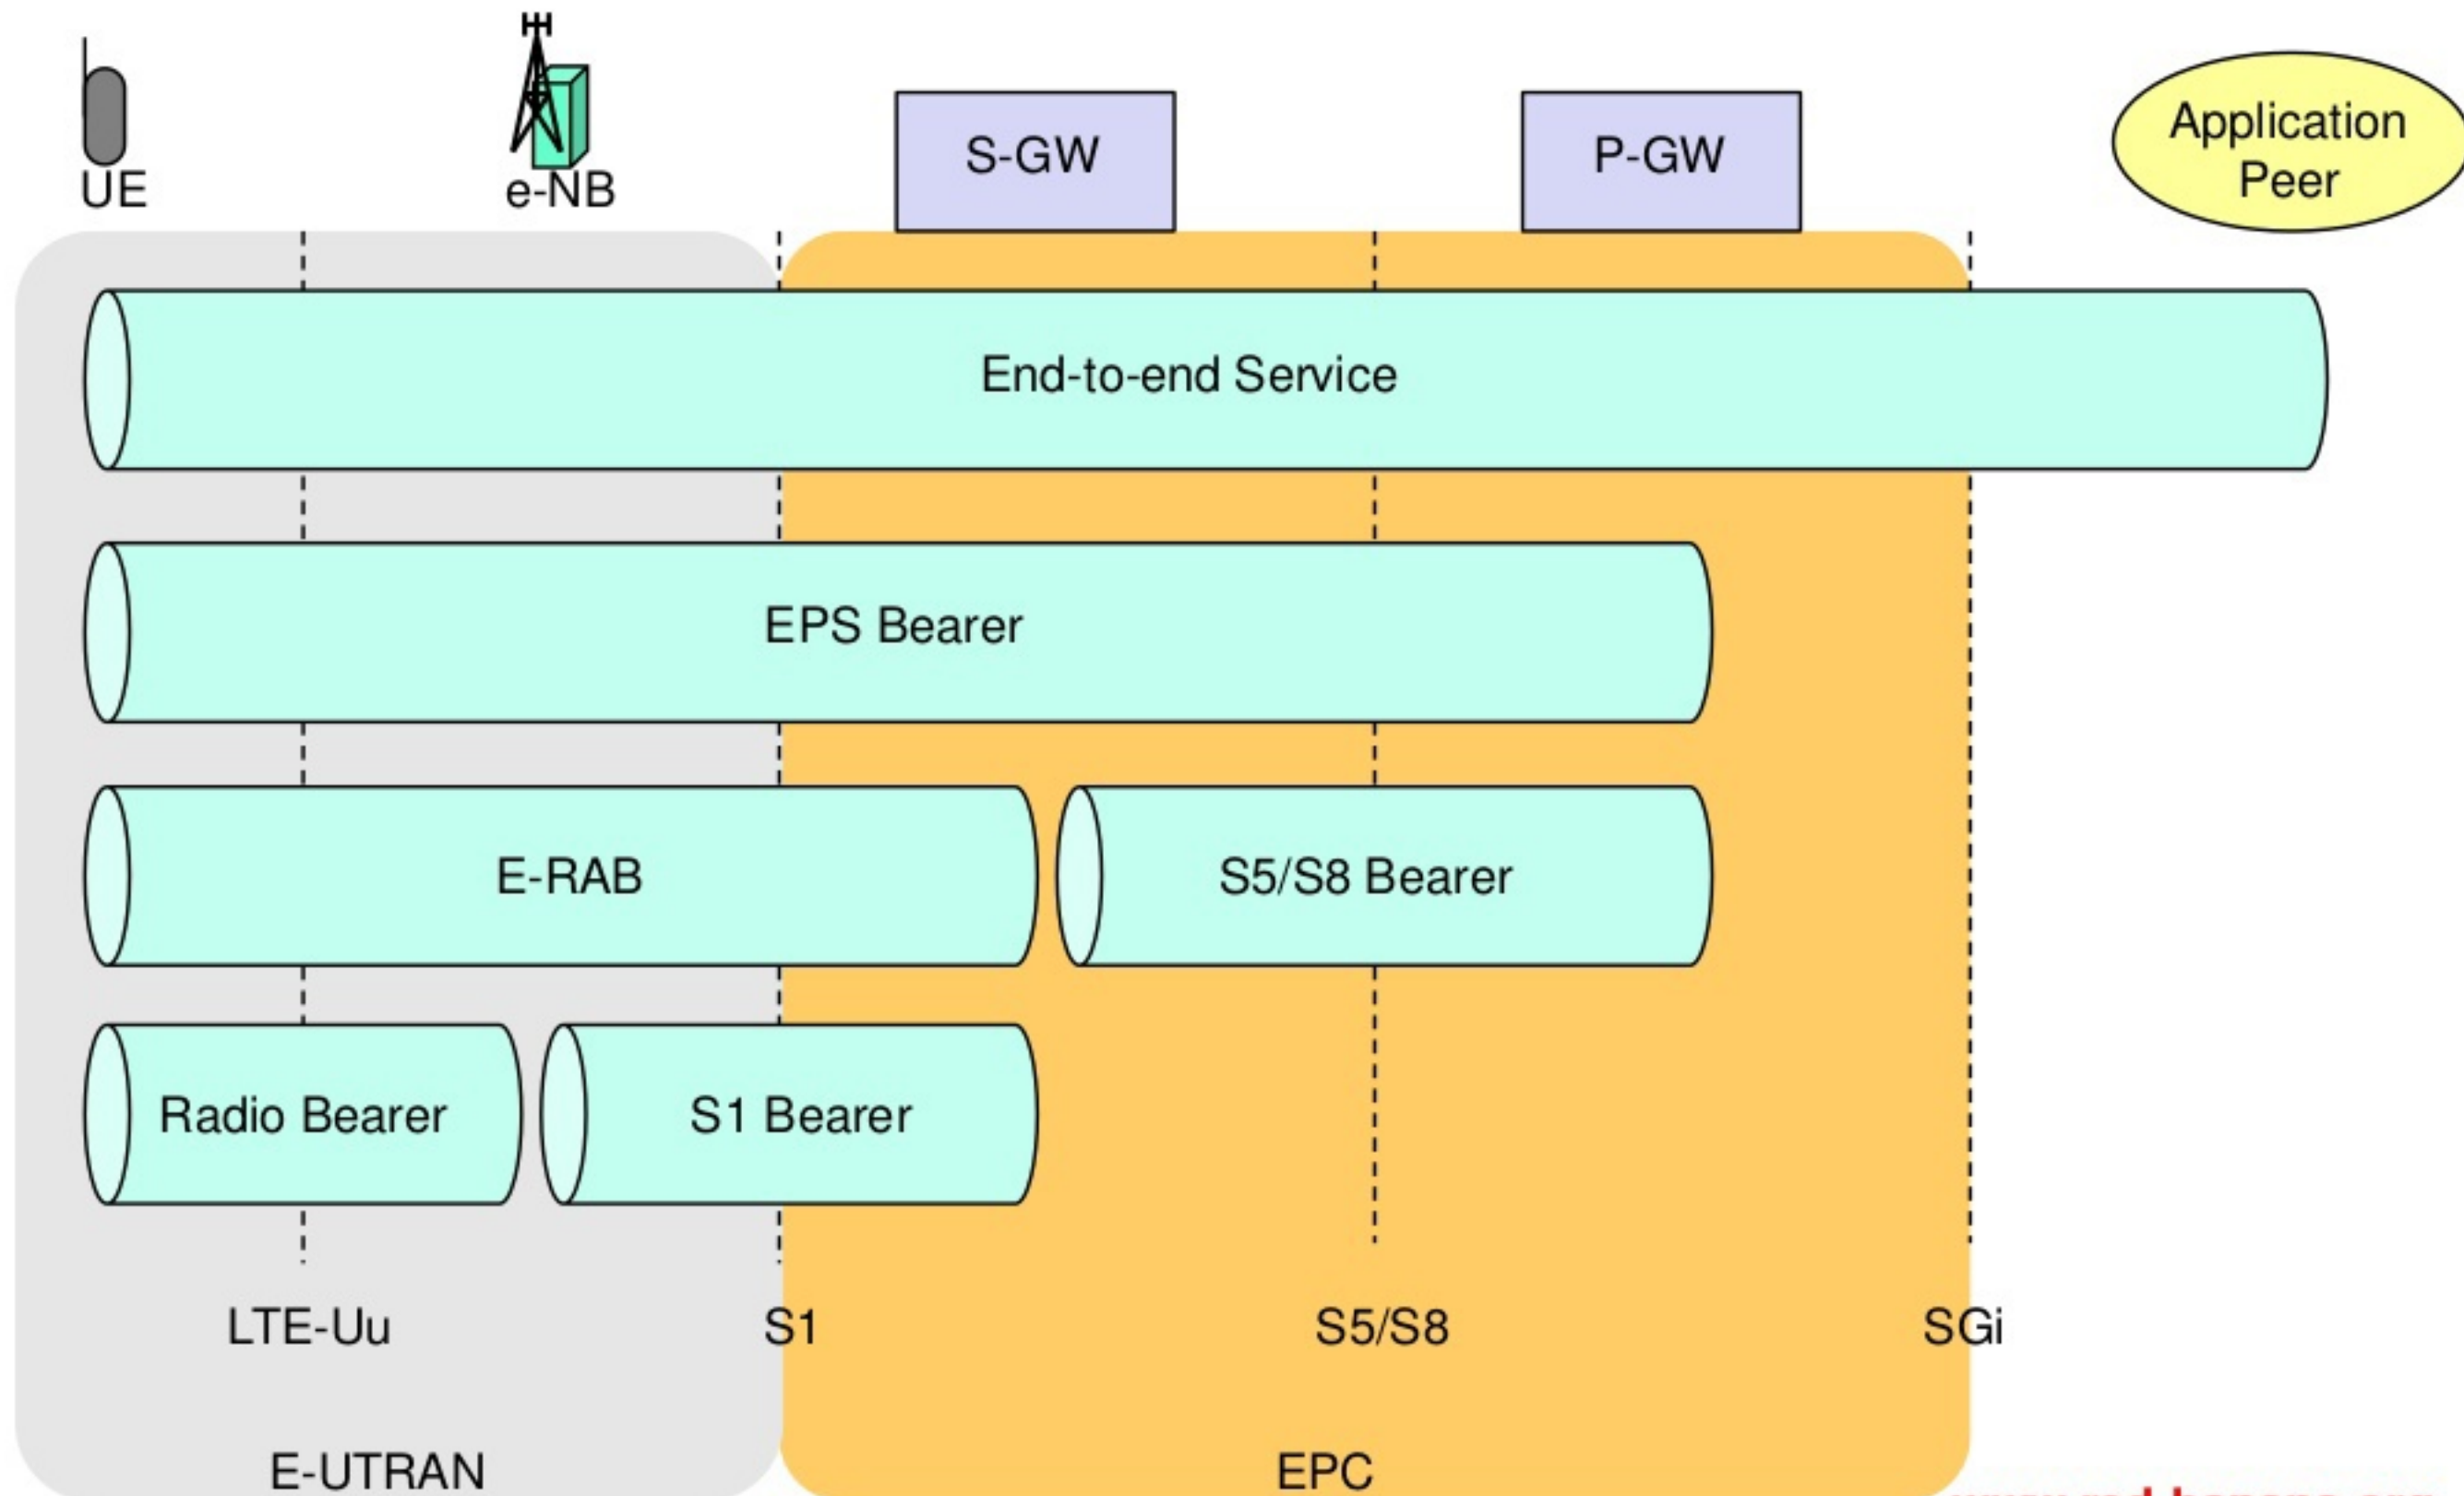 UE
e-NB
S-GW
P-GW
Application
Peer
End-to-end Service
EPS Bearer
E-RAB
S5/S8 Bearer
Radio Bearer
S1 Bearer
LTE-Uu
S1
S5/S8
SGi
E-UTRAN
EPC